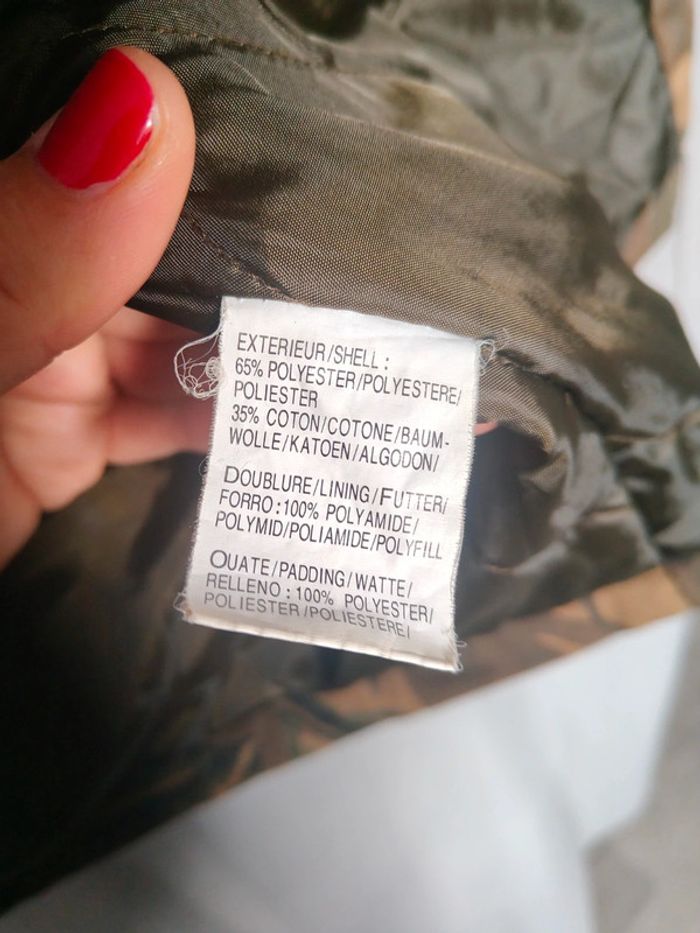 EXTERIEUR/SHELL :
65% POLYESTER/POLYESTERE/
POLIESTER
35% COTON/COTONE/BAUM-
WOLLE/KATOEN/ALGODON/
DOUBLURE/LINING/FUTTER/
FORRO : 100% POLYAMIDE/
POLYMID/POLIAMIDE/POLYFILL
OUATE/PADDING/WATTE/
RELLENO : 100% POLYESTER/
POLIESTER/POLIESTERE/